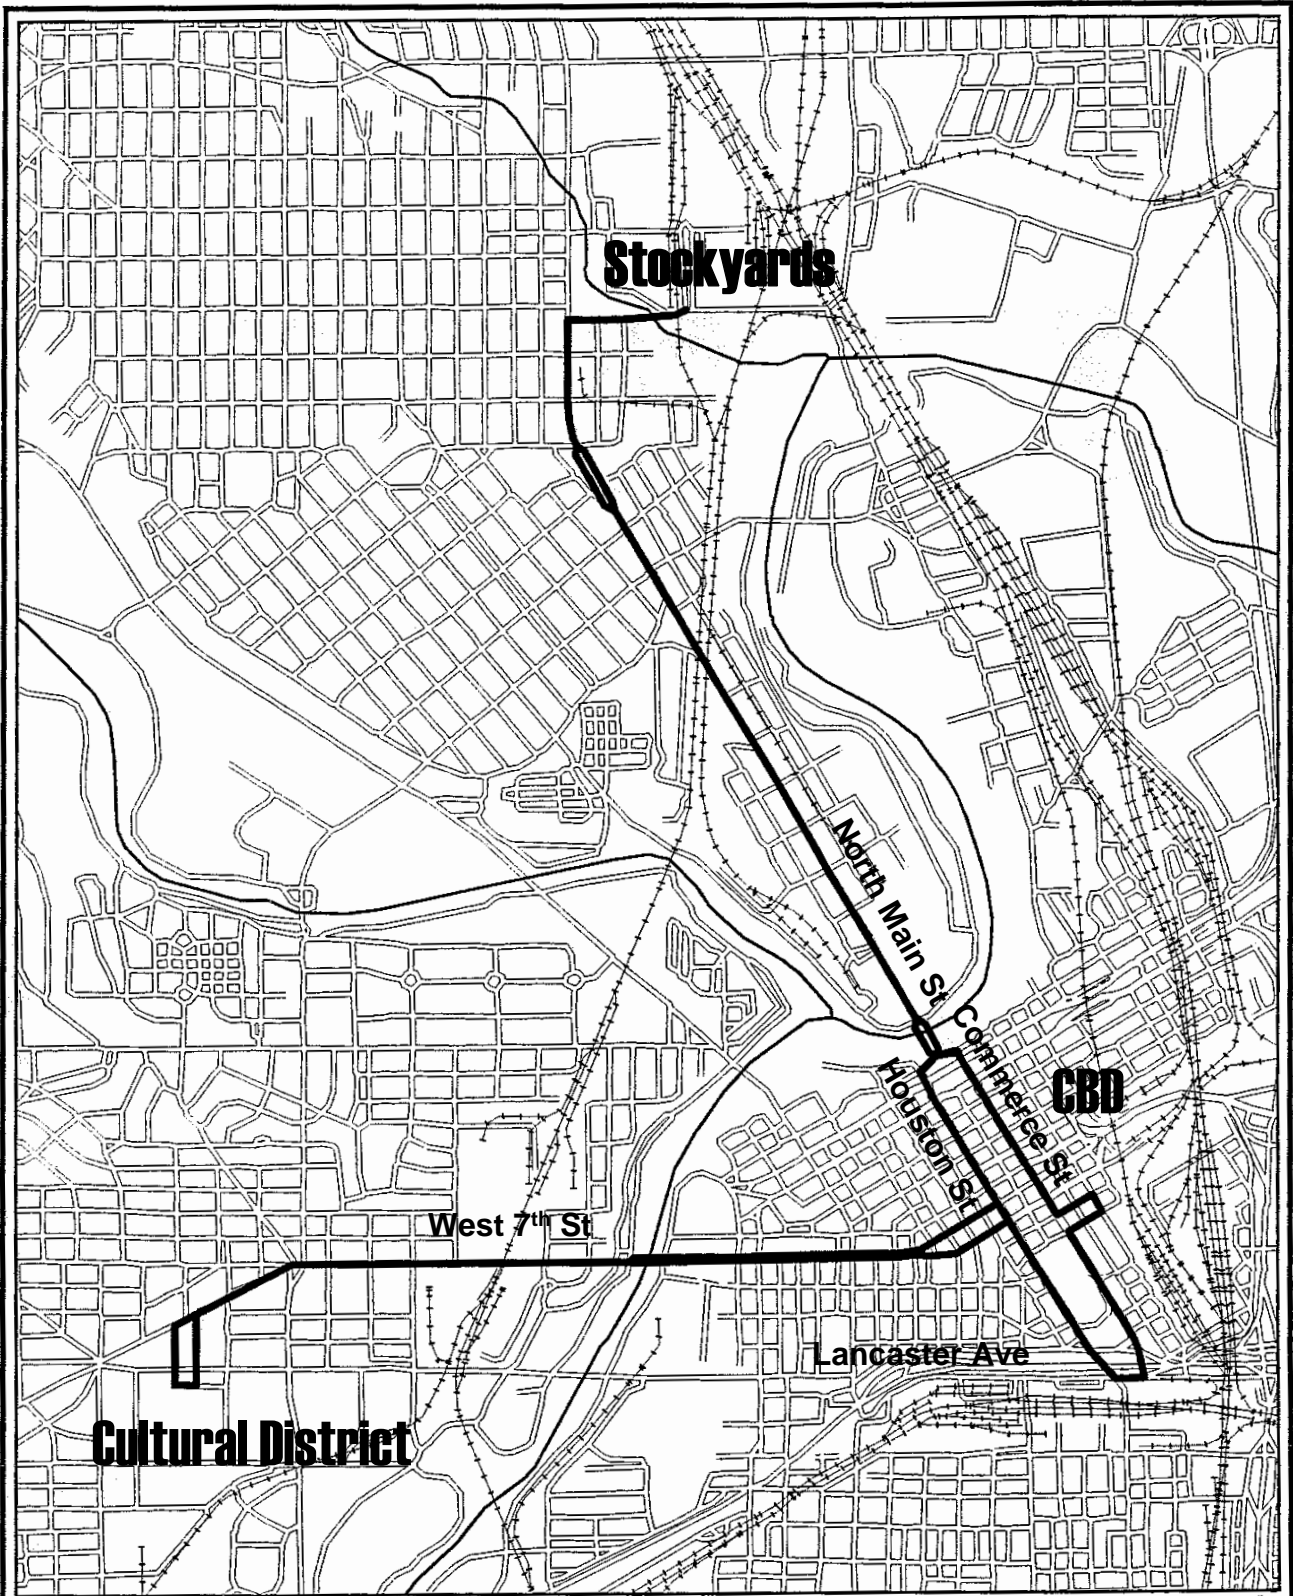 Stockyards
North Main St
Commerce St
Houston St
CBD
West 7th St
Lancaster Ave
Cultural District